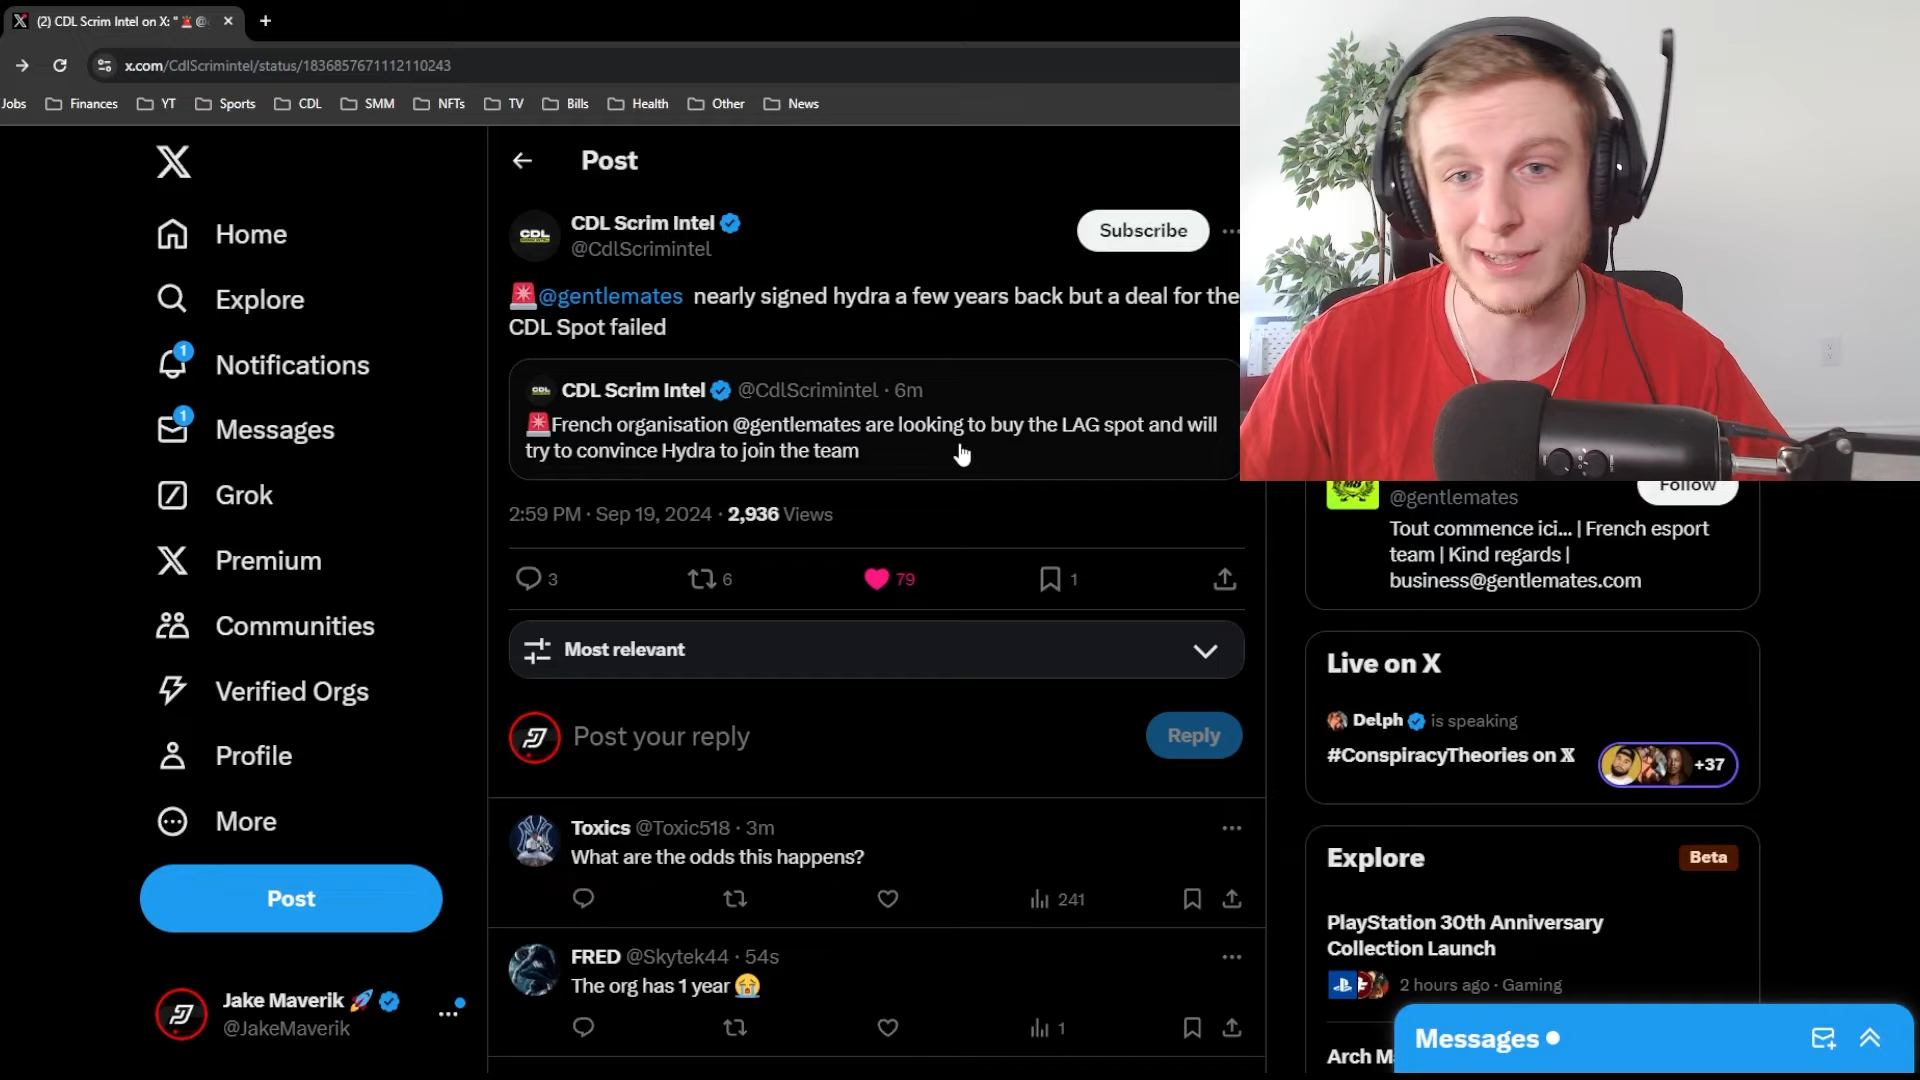 (2) CDL Scrim Intel on X: "🚨@
x.com/CdlScrimintel/status/1836857671112110243
Jobs Finances YT Sports CDL SMM NFTs TV Bills Health Other News
Home
Explore
1
Notifications
1
Messages
Grok
Premium
Communities
Verified Orgs
Profile
More
Post
Jake Maverik 🚀
@JakeMaverik
Post
CDL
CDL Scrim Intel
@CdlScrimintel
Subscribe
🚨@gentlemates nearly signed hydra a few years back but a deal for the
CDL Spot failed
CDL
CDL Scrim Intel @CdlScrimintel · 6m
🚨French organisation @gentlemates are looking to buy the LAG spot and will
try to convince Hydra to join the team
2:59 PM · Sep 19, 2024 · 2,936 Views
3 6 79 1
Most relevant
Post your reply
Reply
Toxics @Toxic518 · 3m
What are the odds this happens?
241
FRED @Skytek44 · 54s
The org has 1 year 😭
1
@gentlemates
Follow
Tout commence ici... | French esport
team | Kind regards |
business@gentlemates.com
Live on X
Delph is speaking
#ConspiracyTheories on X
+37
Explore
Beta
PlayStation 30th Anniversary
Collection Launch
2 hours ago · Gaming
Arch M
Messages